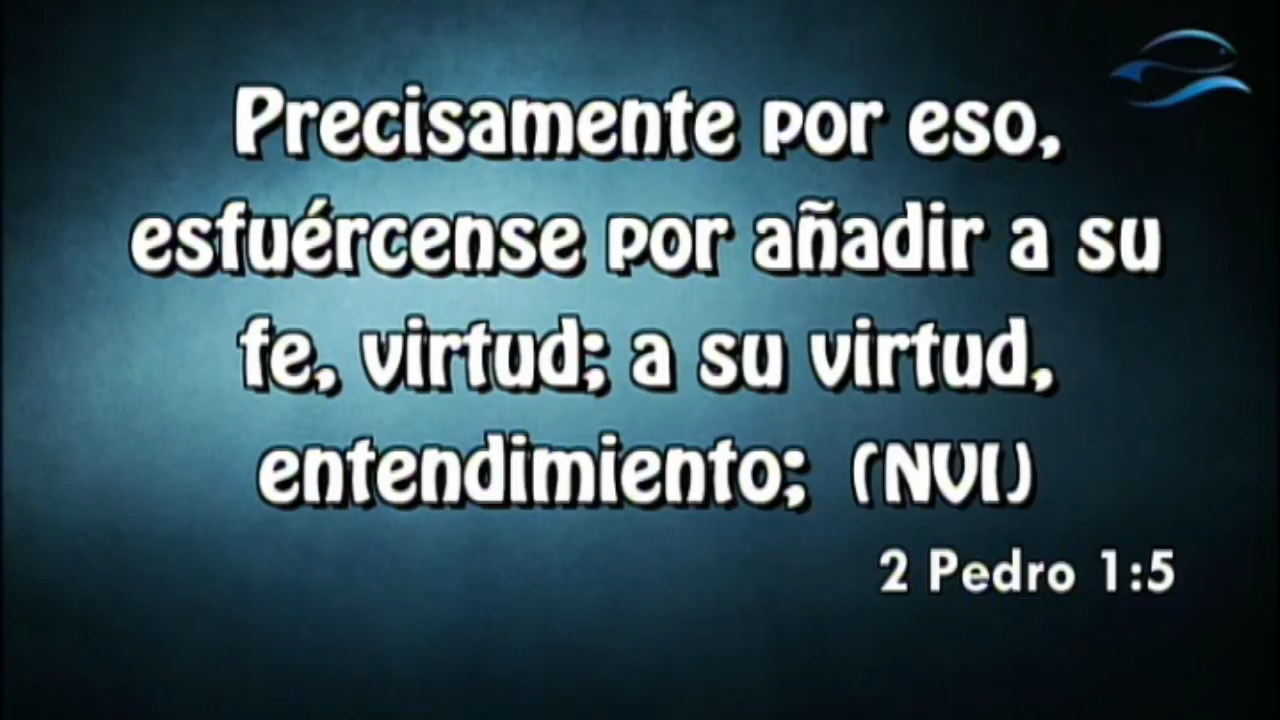 Precisamente por eso,
esfuércense por añadir a su
fe, virtud; a su virtud,
entendimiento; (NVI)
2 Pedro 1:5